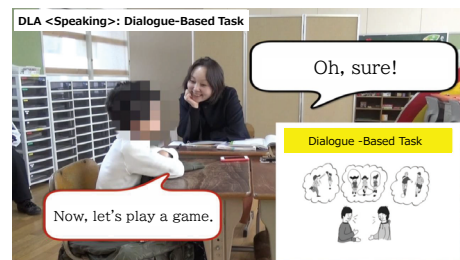 DLA <Speaking>: Dialogue-Based Task
Oh, sure!
Dialogue -Based Task
Now, let's play a game.